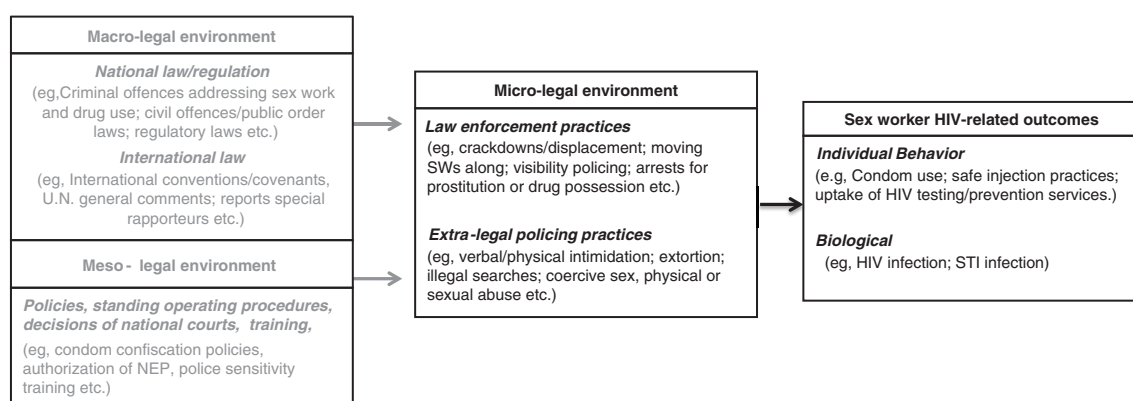 Macro-legal environment
National law/regulation
(eg,Criminal offences addressing sex work
and drug use; civil offences/public order
laws; regulatory laws etc.)
International law
(eg, International conventions/covenants,
U.N. general comments; reports special
rapporteurs etc.)
Meso - legal environment
Policies, standing operating procedures,
decisions of national courts, training,
(eg, condom confiscation policies,
authorization of NEP, police sensitivity
training etc.)
Micro-legal environment
Law enforcement practices
(eg, crackdowns/displacement; moving
SWs along; visibility policing; arrests for
prostitution or drug possession etc.)
Extra-legal policing practices
(eg, verbal/physical intimidation; extortion;
illegal searches; coercive sex, physical or
sexual abuse etc.)
Sex worker HIV-related outcomes
Individual Behavior
(e.g, Condom use; safe injection practices;
uptake of HIV testing/prevention services.)
Biological
(eg, HIV infection; STI infection)